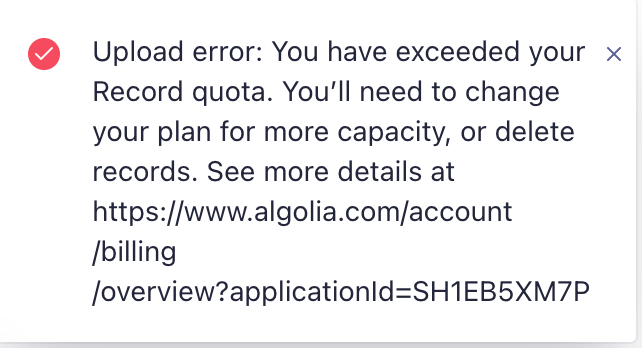 Upload error: You have exceeded your
Record quota. You’ll need to change
your plan for more capacity, or delete
records. See more details at
https://www.algolia.com/account
/billing
/overview?applicationId=SH1EB5XM7P